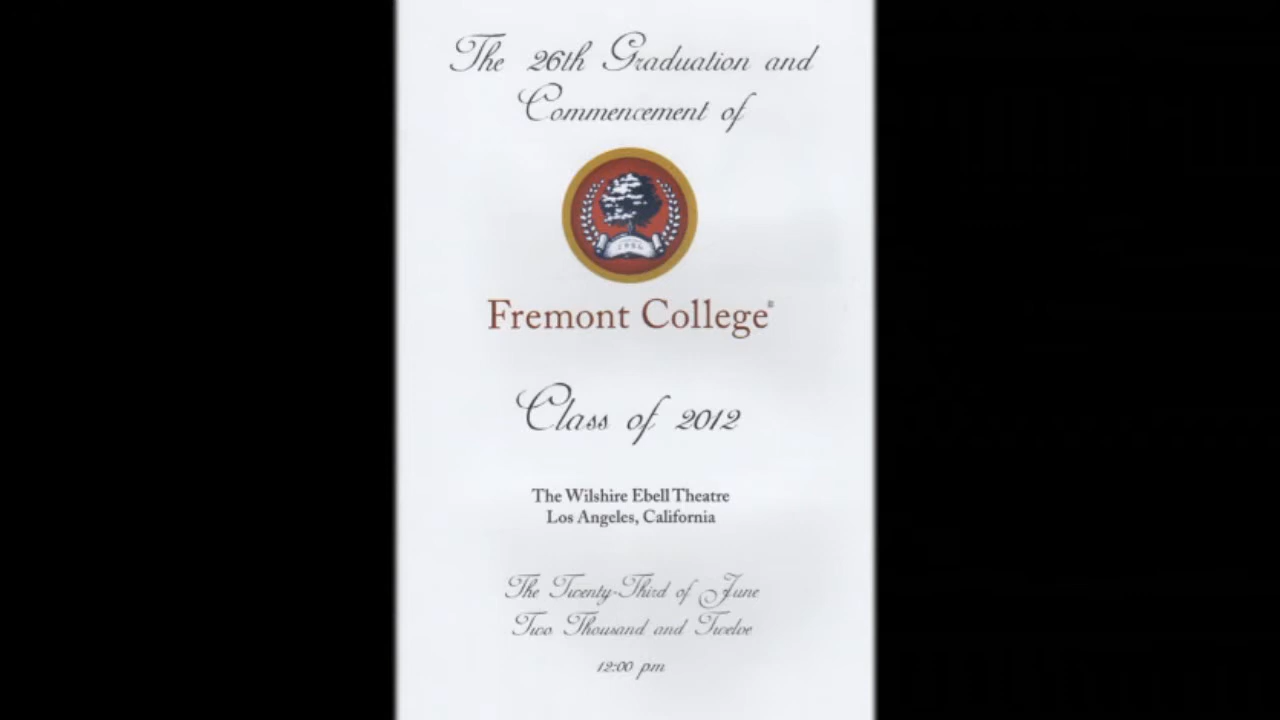 The 26th Graduation and
Commencement of
Fremont College®
Class of 2012
The Wilshire Ebell Theatre
Los Angeles, California
The Twenty-Third of June
Two Thousand and Twelve
12:00 pm